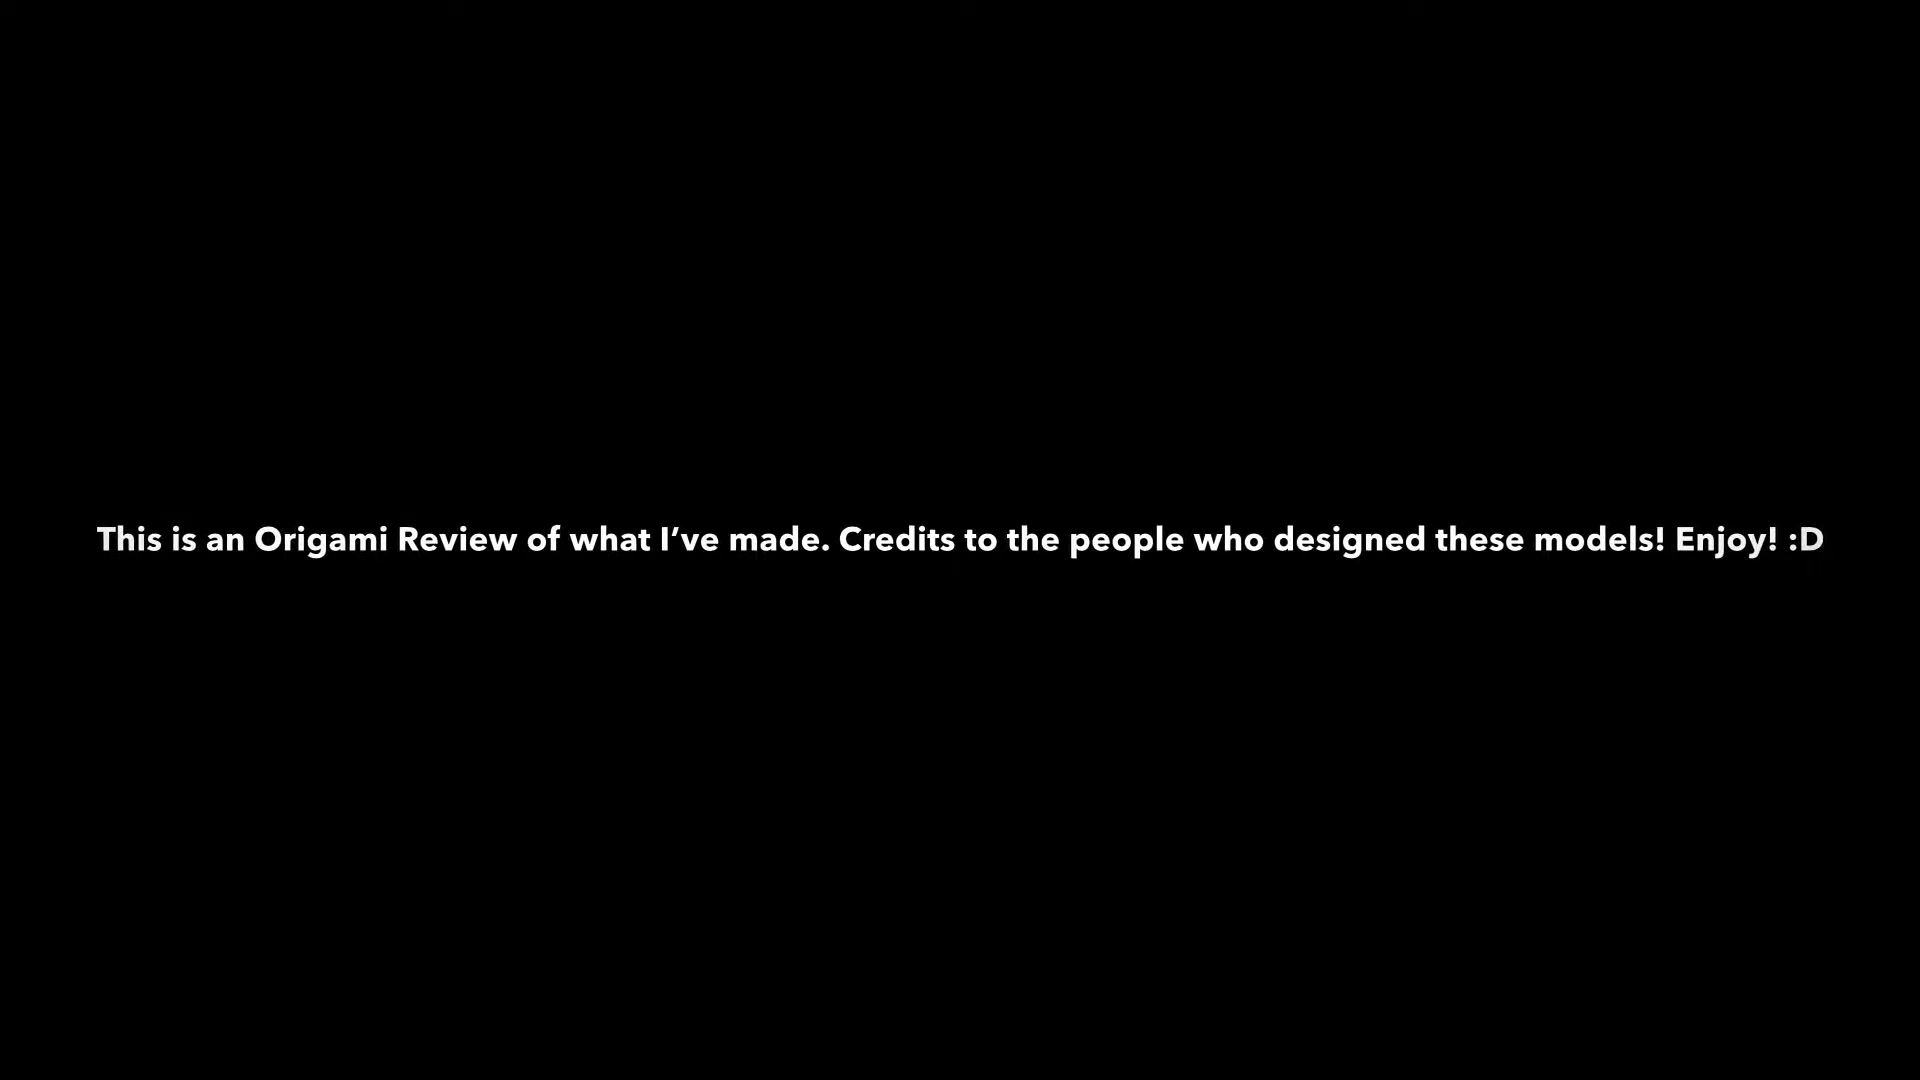 This is an Origami Review of what I’ve made. Credits to the people who designed these models! Enjoy! :D